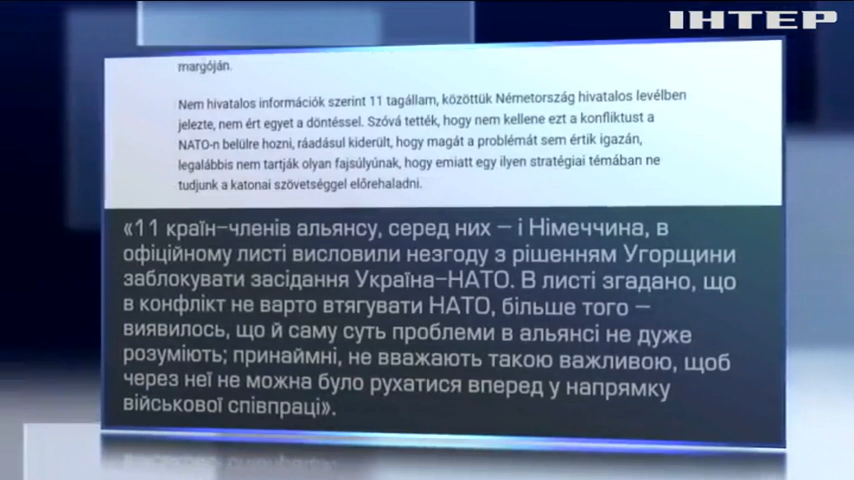 ІНТЕР
margóján.
Nem hivatalos információk szerint 11 tagállam, közöttük Németország hivatalos levélben
jelezte, nem ért egyet a döntéssel. Szóvá tették, hogy nem kellene ezt a konfliktust a
NATO-n belülre hozni, ráadásul kiderült, hogy magát a problémát sem értik igazán,
legalábbis nem tartják olyan fajsúlyúnak, hogy emiatt egy ilyen stratégiai témában ne
tudjunk a katonai szövetséggel előrehaladni.
«11 країн-членів альянсу, серед них – і Німеччина, в
офіційному листі висловили незгоду з рішенням Угорщини
заблокувати засідання Україна-НАТО. В листі згадано, що
в конфлікт не варто втягувати НАТО, більше того –
виявилось, що й саму суть проблеми в альянсі не дуже
розуміють; принаймні, не вважають такою важливою, щоб
через неї не можна було рухатися вперед у напрямку
військової співпраці».